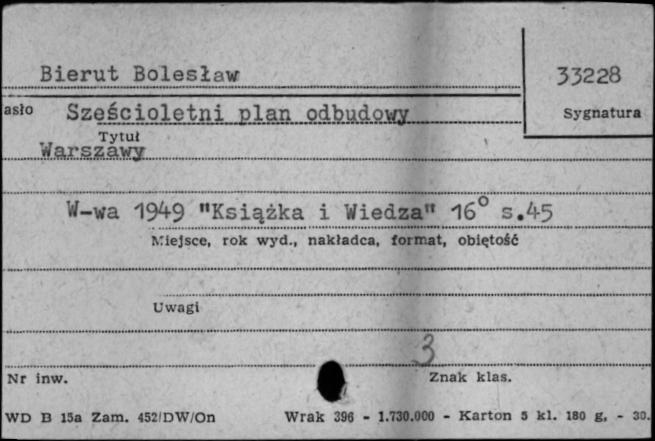 Bierut Bolesław
33228
asło Sześcioletni plan odbudowy
Sygnatura
Tytuł
Warszawy
W-wa 1949 "Książka i Wiedza" 16° s.45
Miejsce, rok wyd., nakładca, format, obiętość
Uwagi
3
Nr inw.
Znak klas.
WD B 15a Zam. 452/DW/On Wrak 396 - 1.730.000 - Karton 5 kl. 180 g, - 30.